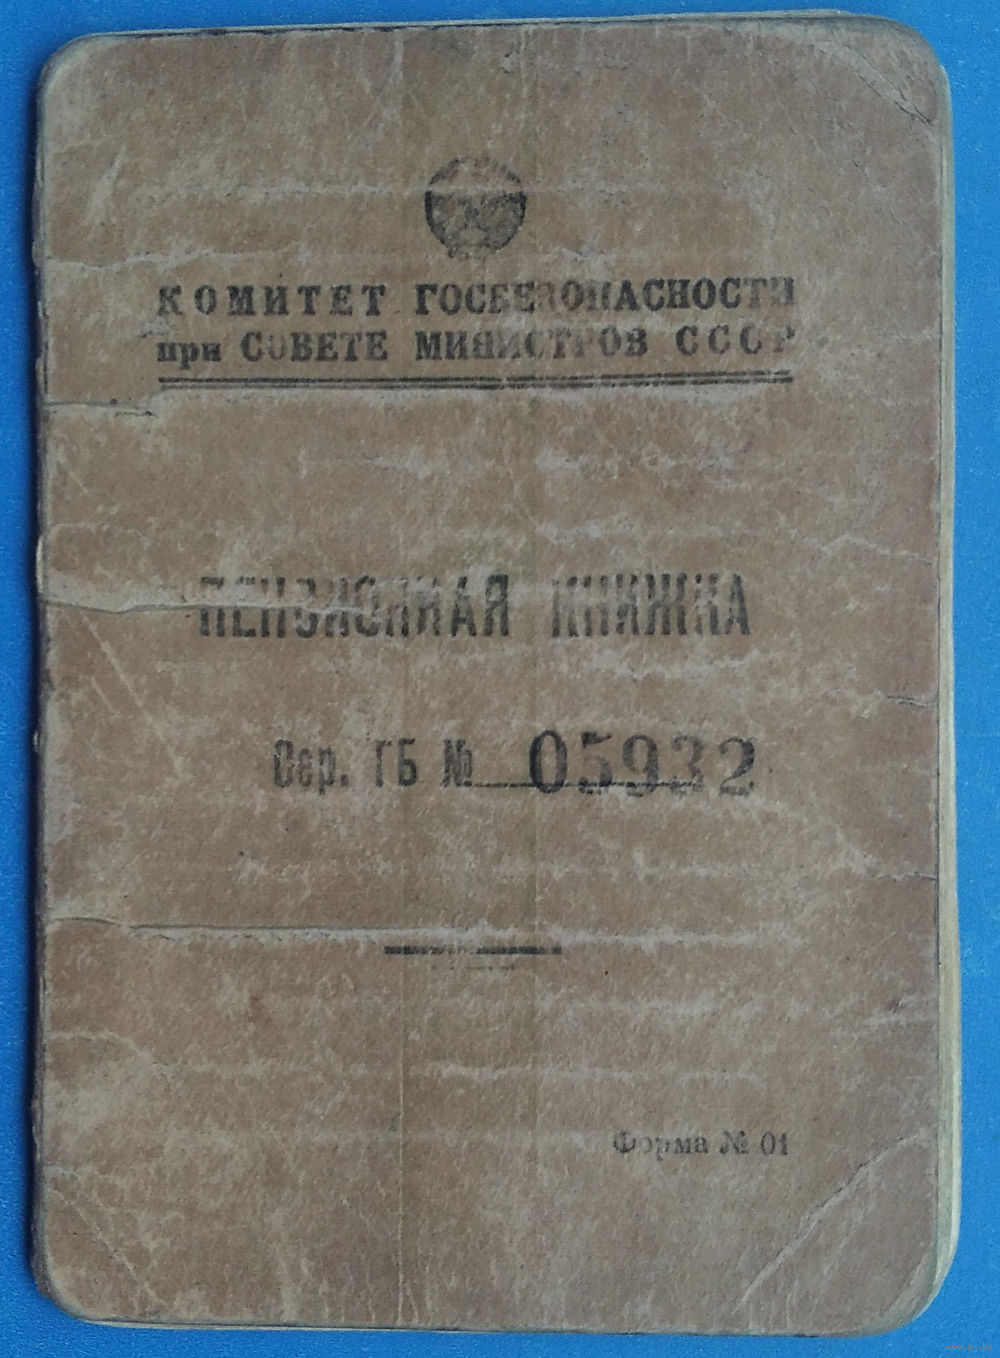 КОМИТЕТ ГОСБЕЗОПАСНОСТИ
при СОВЕТЕ МИНИСТРОВ СССР
ПЕНСИОННАЯ КНИЖКА
Сер. ГБ № 05932
Форма № 01